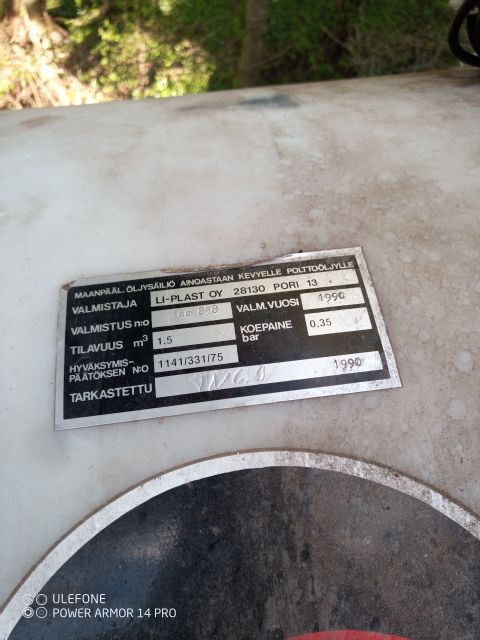 MAANPÄÄL. ÖLJYSÄILIÖ AINOASTAAN KEVYELLE POLTTOÖLJYLLE
VALMISTAJA LI-PLAST OY 28130 PORI 13
VALMISTUS n:o 858 VALM.VUOSI 1990
TILAVUUS m³ 1.5 KOEPAINE bar 0.35
HYVÄKSYMIS-
PÄÄTÖKSEN N:O 1141/331/75
TARKASTETTU 1990
ULEFONE
POWER ARMOR 14 PRO